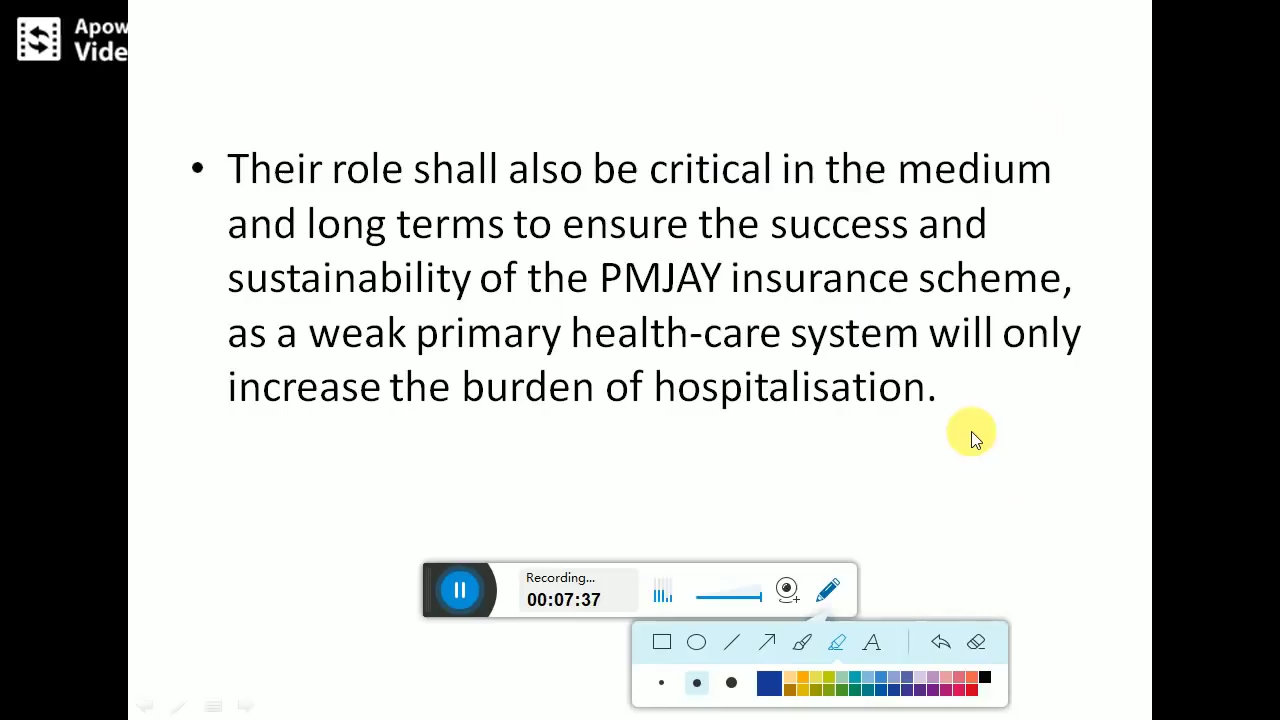 Apow
Vide
• Their role shall also be critical in the medium
and long terms to ensure the success and
sustainability of the PMJAY insurance scheme,
as a weak primary health-care system will only
increase the burden of hospitalisation.
Recording...
00:07:37
A